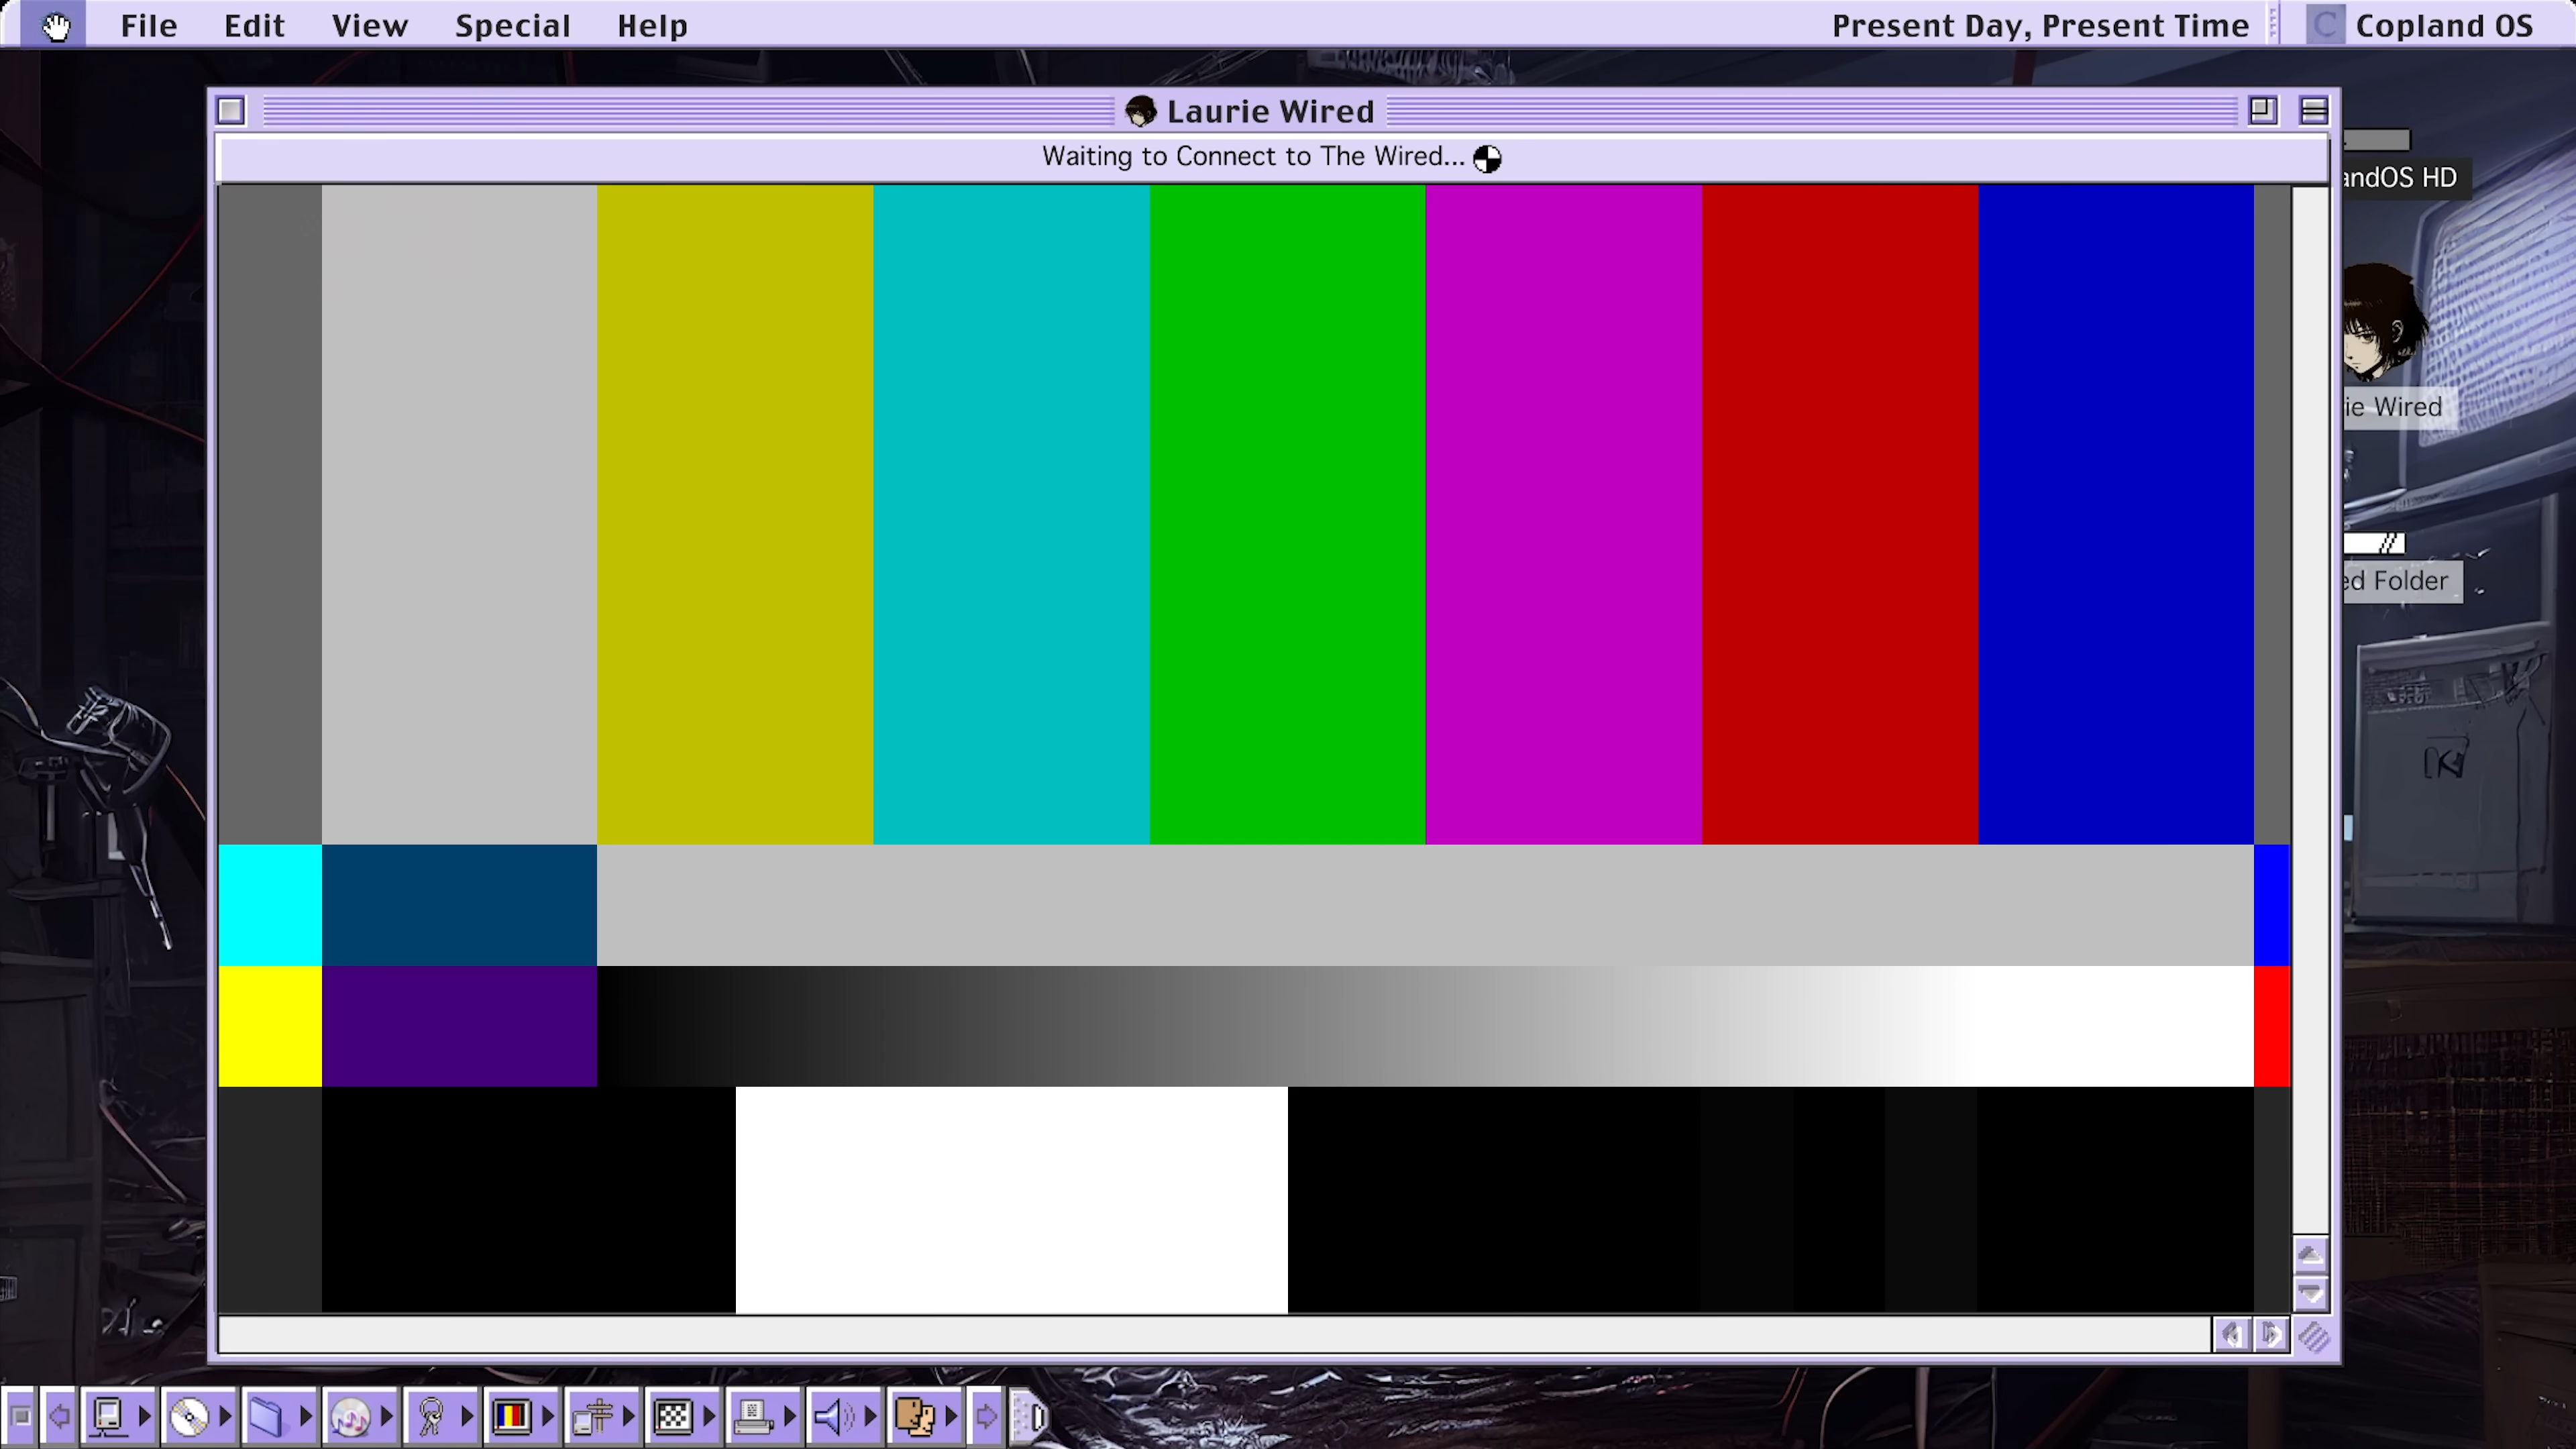 File Edit View Special Help Present Day, Present Time C Copland OS
Laurie Wired
Waiting to Connect to The Wired...
andOS HD
ie Wired
ed Folder